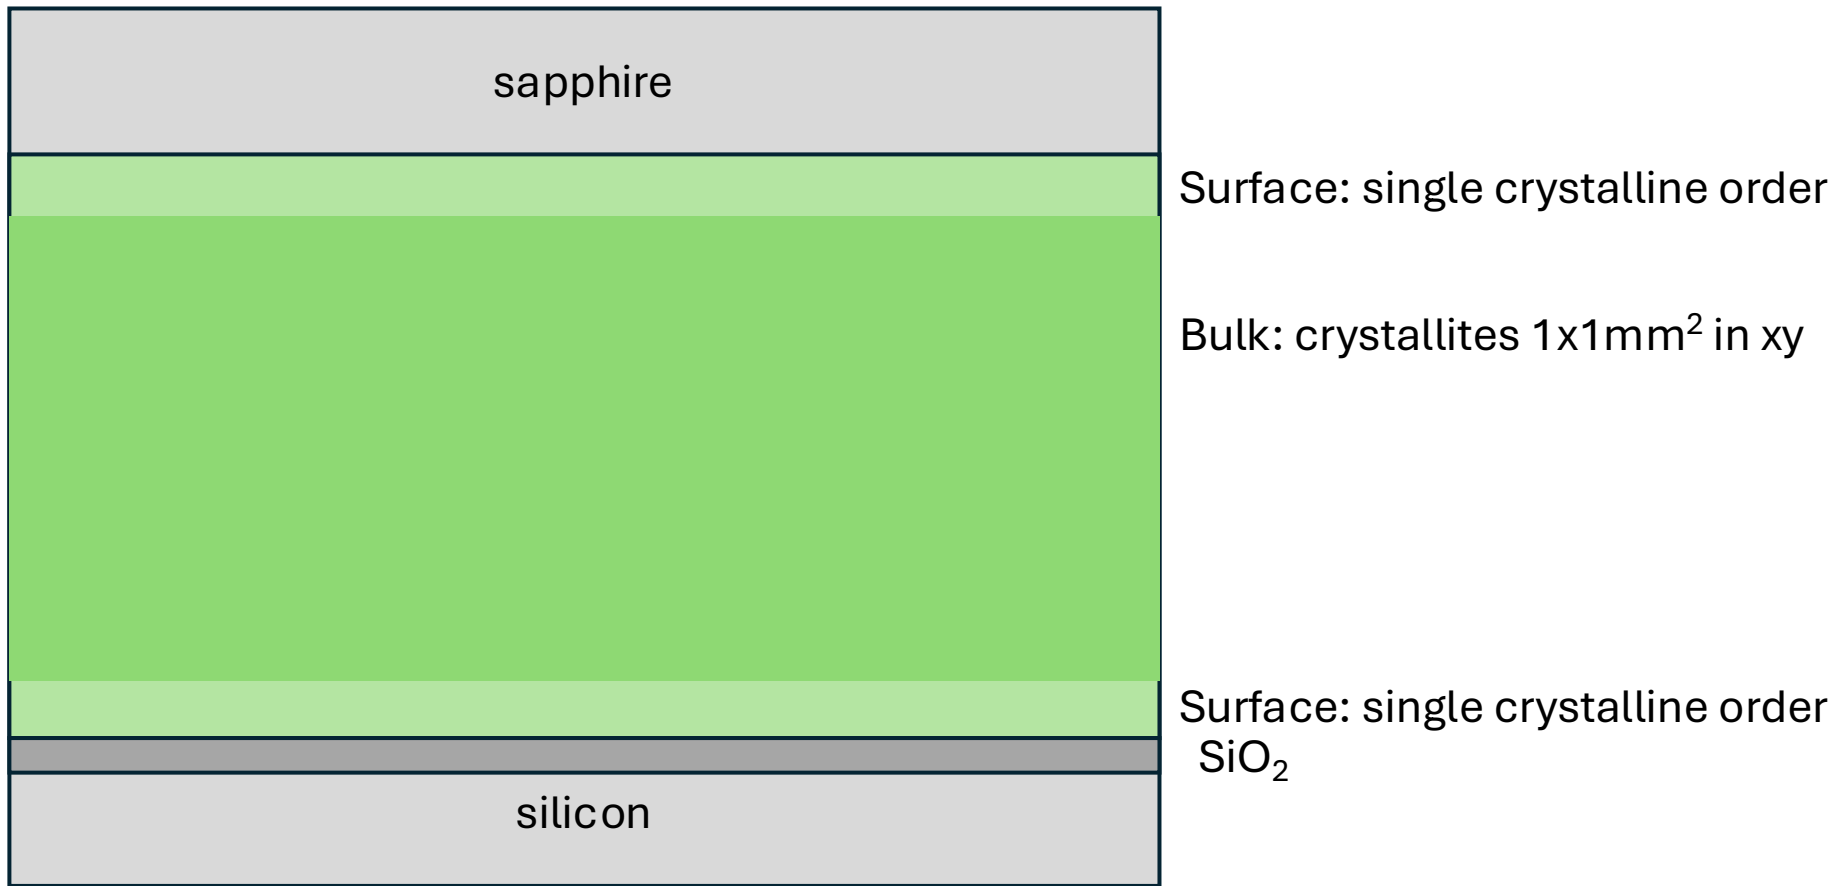 sapphire
Surface: single crystalline order
Bulk: crystallites 1x1mm² in xy
Surface: single crystalline order
SiO₂
silicon